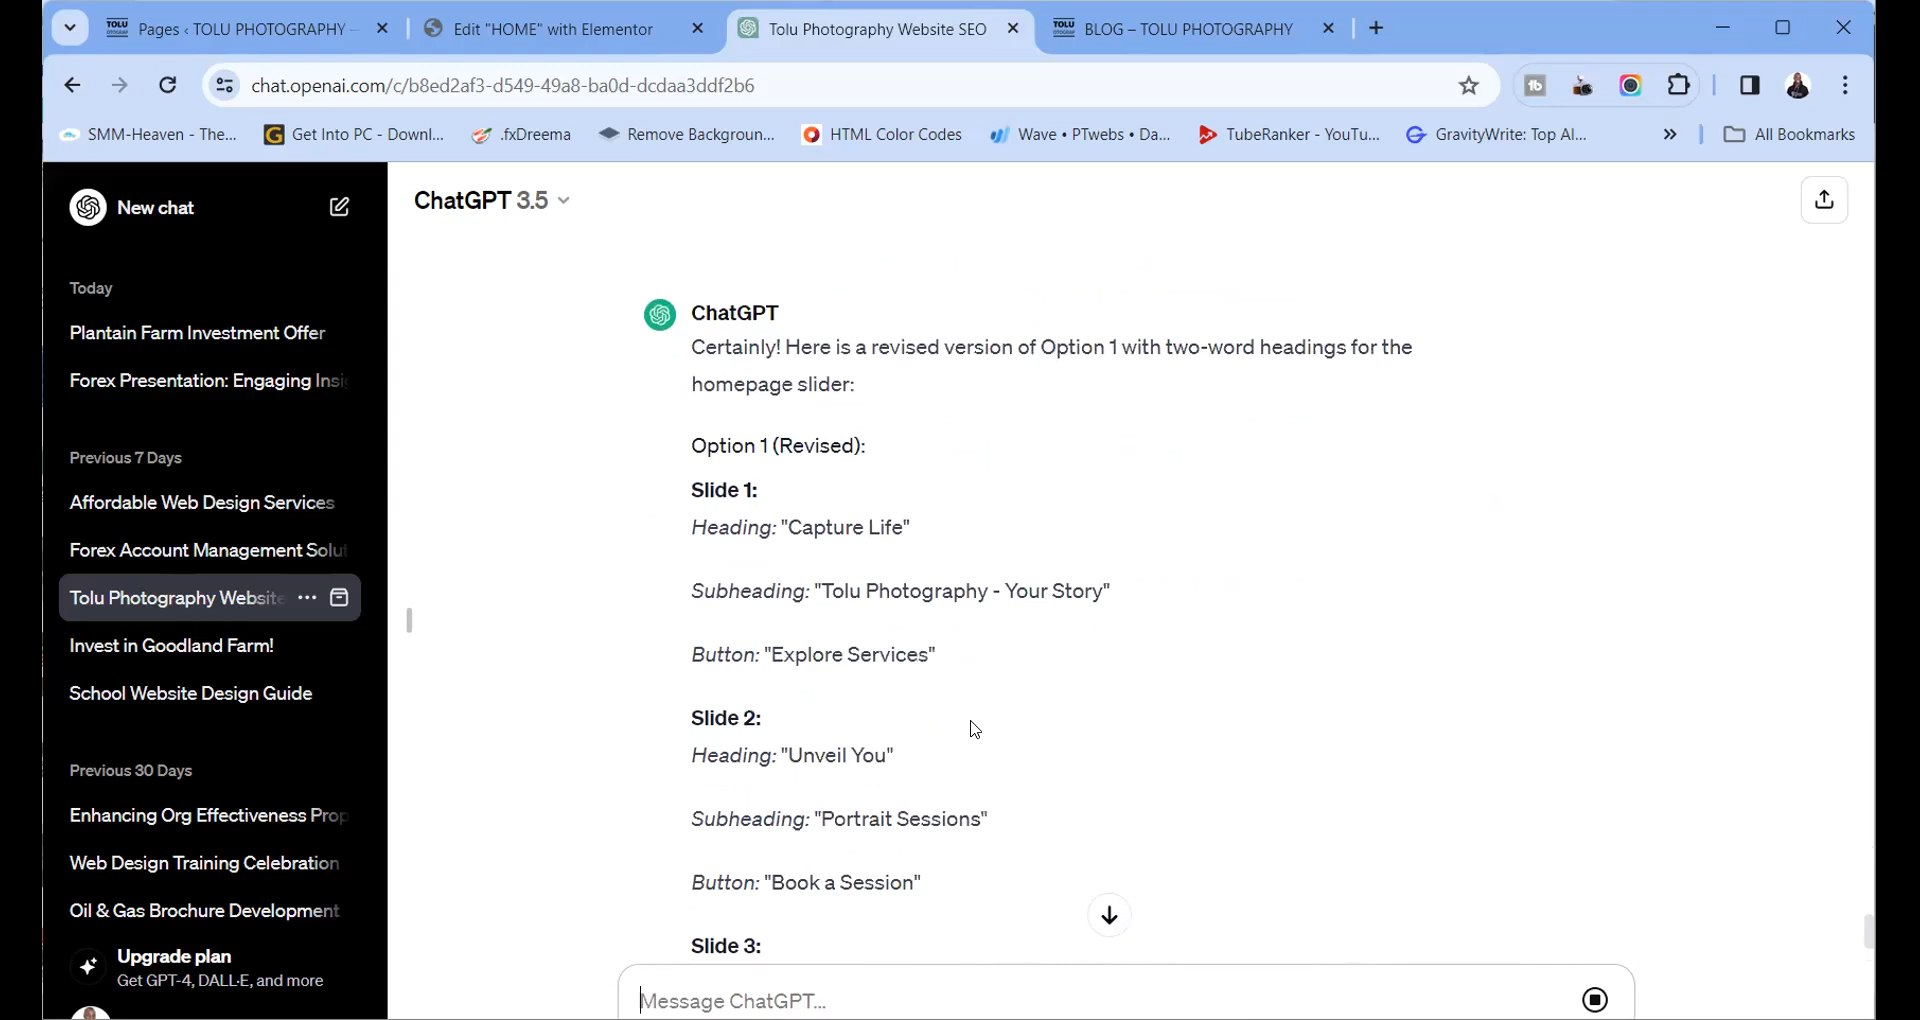 TOLU
Pages ‹ TOLU PHOTOGRAPHY –
Edit "HOME" with Elementor
Tolu Photography Website SEO
TOLU
BLOG – TOLU PHOTOGRAPHY
chat.openai.com/c/b8ed2af3-d549-49a8-ba0d-dcdaa3ddf2b6
tb
SMM-Heaven - The...
G Get Into PC - Downl...
.fxDreema
Remove Backgroun...
HTML Color Codes
Wave • PTwebs • Da...
TubeRanker - YouTu...
GravityWrite: Top AI...
»
All Bookmarks
New chat
ChatGPT 3.5
Today
Plantain Farm Investment Offer
Forex Presentation: Engaging Insi
Previous 7 Days
Affordable Web Design Services
Forex Account Management Solut
Tolu Photography Website
Invest in Goodland Farm!
School Website Design Guide
Previous 30 Days
Enhancing Org Effectiveness Prop
Web Design Training Celebration
Oil & Gas Brochure Development
Upgrade plan
Get GPT-4, DALL·E, and more
ChatGPT
Certainly! Here is a revised version of Option 1 with two-word headings for the
homepage slider:
Option 1 (Revised):
Slide 1:
Heading: "Capture Life"
Subheading: "Tolu Photography - Your Story"
Button: "Explore Services"
Slide 2:
Heading: "Unveil You"
Subheading: "Portrait Sessions"
Button: "Book a Session"
Slide 3:
Message ChatGPT...